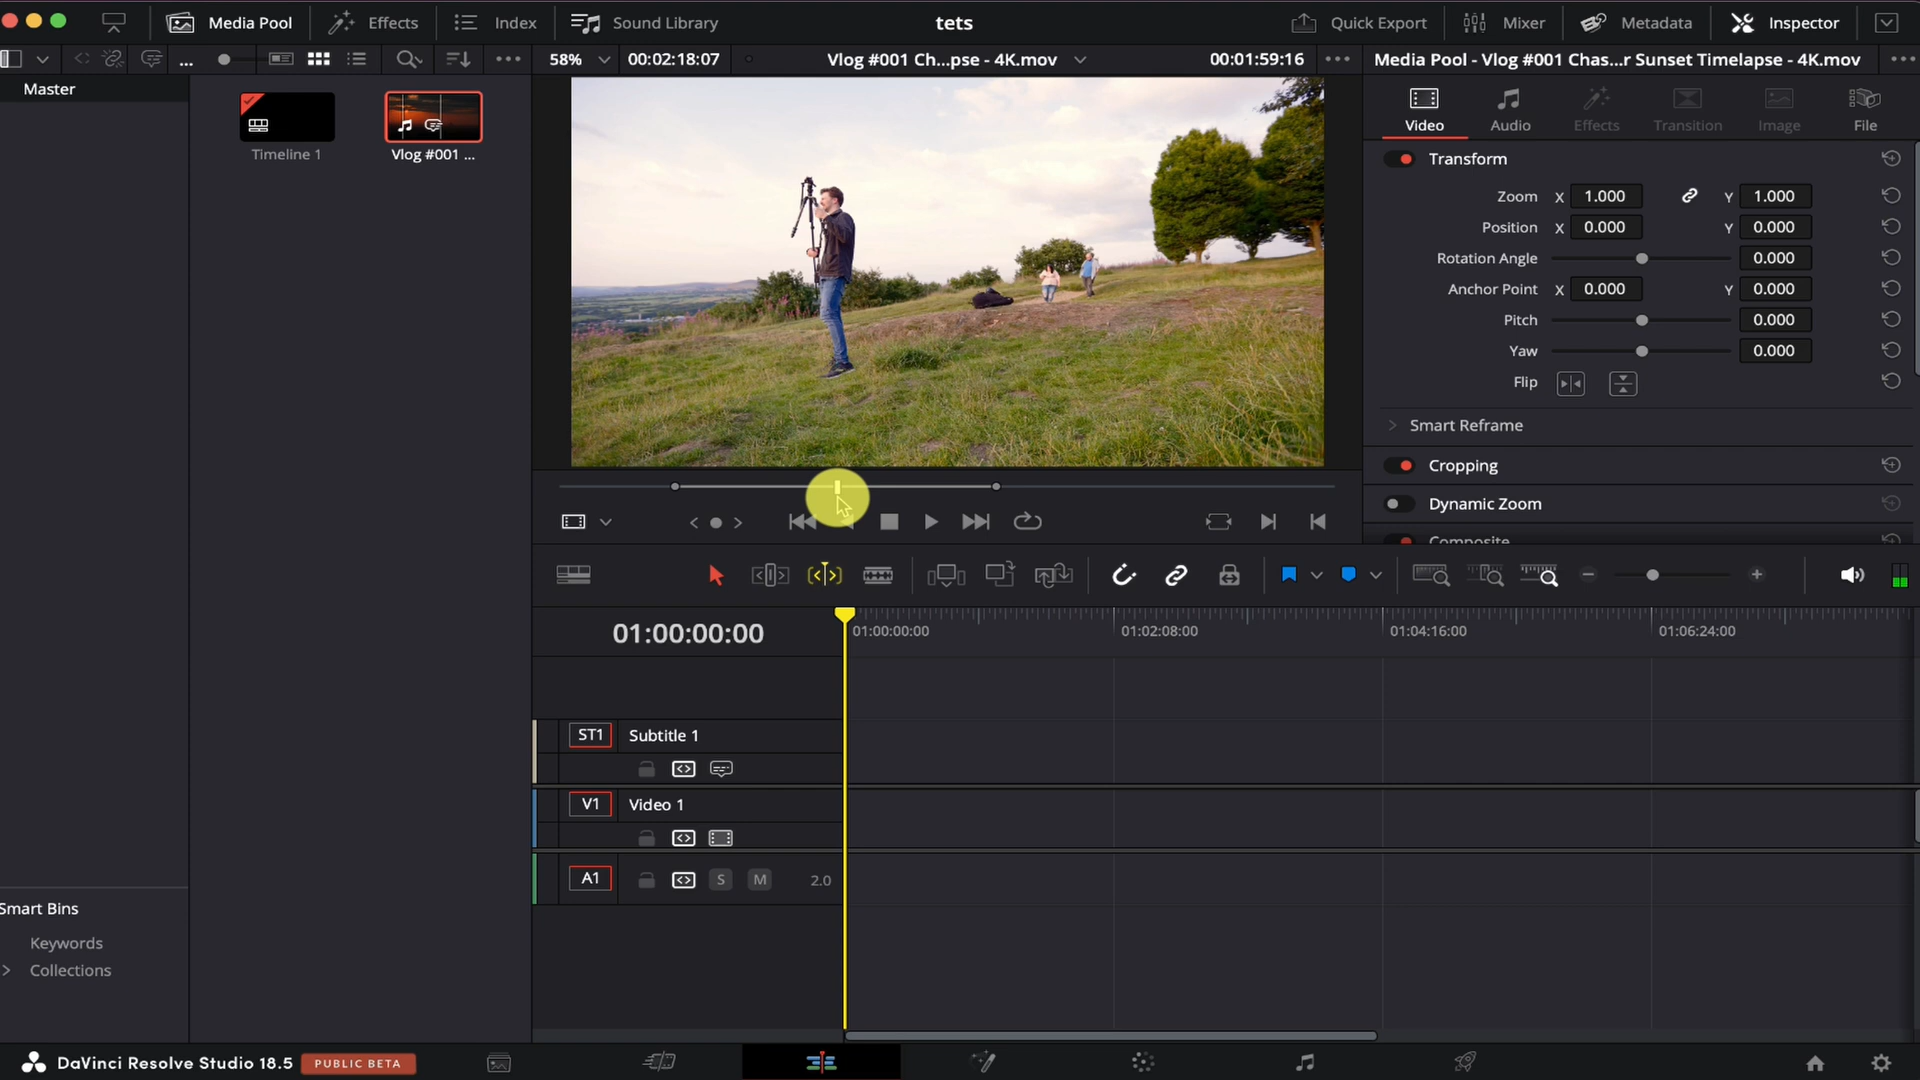 Media Pool
Effects
Index
Sound Library
tets
Quick Export
Mixer
Metadata
Inspector
58%
00:02:18:07
Vlog #001 Ch...pse - 4K.mov
00:01:59:16
Media Pool - Vlog #001 Chas...r Sunset Timelapse - 4K.mov
Master
Timeline 1
Vlog #001 ...
Video
Audio
Effects
Transition
Image
File
Transform
Zoom X 1.000 Y 1.000
Position X 0.000 Y 0.000
Rotation Angle 0.000
Anchor Point X 0.000 Y 0.000
Pitch 0.000
Yaw 0.000
Flip
Smart Reframe
Cropping
Dynamic Zoom
Composite
01:00:00:00
01:00:00:00
01:02:08:00
01:04:16:00
01:06:24:00
ST1 Subtitle 1
V1 Video 1
A1 S M 2.0
Smart Bins
Keywords
Collections
DaVinci Resolve Studio 18.5 PUBLIC BETA